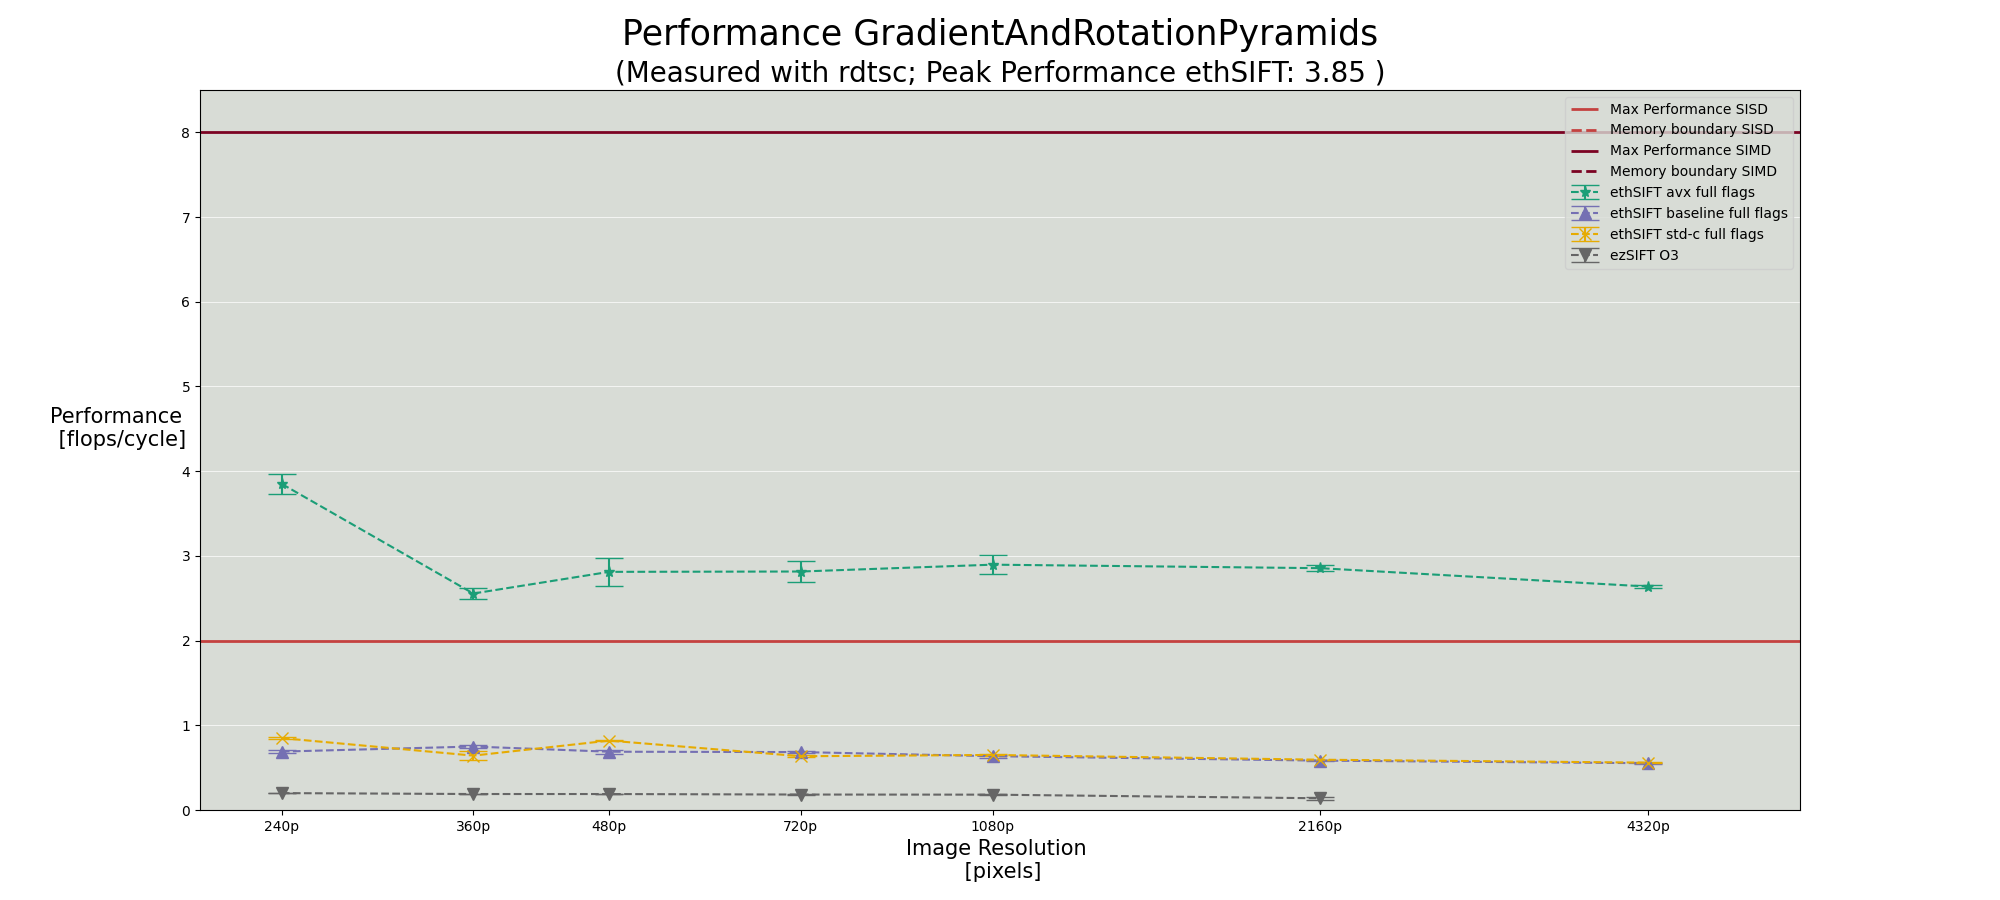 Performance GradientAndRotationPyramids
(Measured with rdtsc; Peak Performance ethSIFT: 3.85 )
Max Performance SISD
Memory boundary SISD
Max Performance SIMD
Memory boundary SIMD
ethSIFT avx full flags
ethSIFT baseline full flags
ethSIFT std-c full flags
ezSIFT O3
8
7
6
5
4
3
2
1
0
Performance
[flops/cycle]
240p 360p 480p 720p 1080p 2160p 4320p
Image Resolution
[pixels]